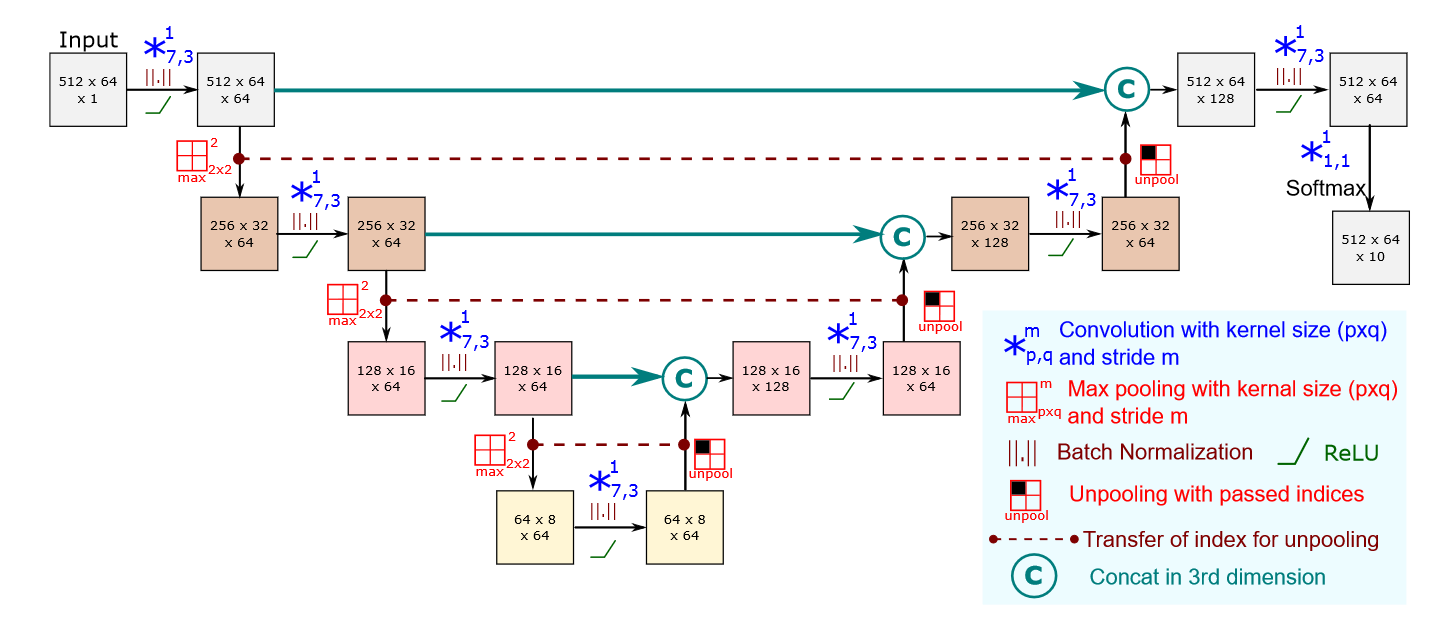 Input
512 x 64
x 1
*1
7,3
||.||
512 x 64
x 64
C
512 x 64
x 128
*1
7,3
||.||
512 x 64
x 64
max
2
2x2
unpool
*1
1,1
Softmax
512 x 64
x 10
256 x 32
x 64
*1
7,3
||.||
256 x 32
x 64
C
256 x 32
x 128
*1
7,3
||.||
256 x 32
x 64
max
2
2x2
unpool
128 x 16
x 64
*1
7,3
||.||
128 x 16
x 64
C
128 x 16
x 128
*1
7,3
||.||
128 x 16
x 64
max
2
2x2
unpool
64 x 8
x 64
*1
7,3
||.||
64 x 8
x 64
*m
p,q
Convolution with kernel size (pxq)
and stride m
m
max
pxq
Max pooling with kernal size (pxq)
and stride m
||.||
Batch Normalization
ReLU
unpool
Unpooling with passed indices
Transfer of index for unpooling
C
Concat in 3rd dimension